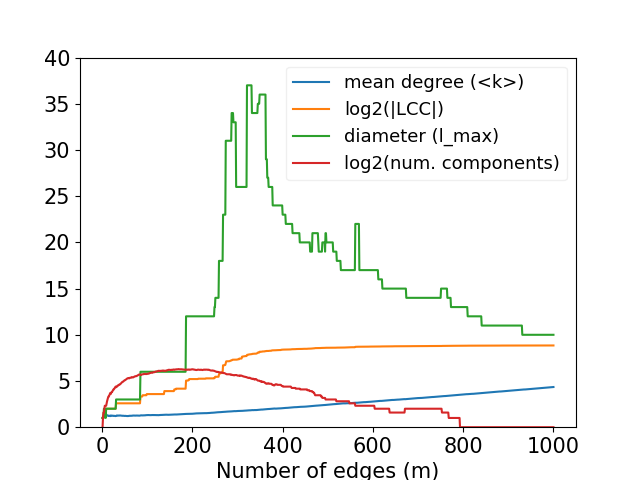 40
35
30
25
20
15
10
5
0
mean degree (<k>)
log2(|LCC|)
diameter (l_max)
log2(num. components)
0 200 400 600 800 1000
Number of edges (m)